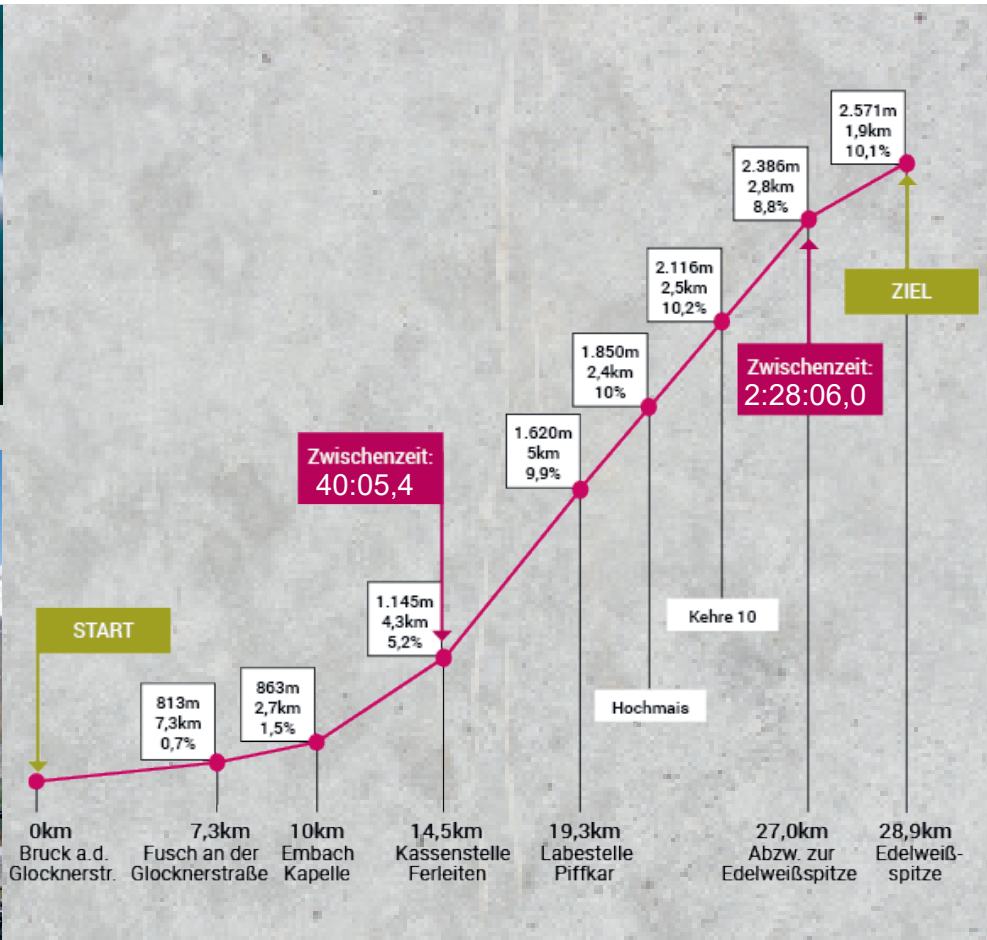 2.571m
1,9km
10,1%
2.386m
2,8km
8,8%
2.116m
2,5km
10,2%
ZIEL
1.850m
2,4km
10%
Zwischenzeit:
2:28:06,0
1.620m
5km
9,9%
Zwischenzeit:
40:05,4
1.145m
4,3km
5,2%
START
Kehre 10
863m
2,7km
1,5%
813m
7,3km
0,7%
Hochmais
0km
Bruck a.d.
Glocknerstr.
7,3km
Fusch an der
Glocknerstraße
10km
Embach
Kapelle
14,5km
Kassenstelle
Ferleiten
19,3km
Labestelle
Piffkar
27,0km
Abzw. zur
Edelweißspitze
28,9km
Edelweiß-
spitze